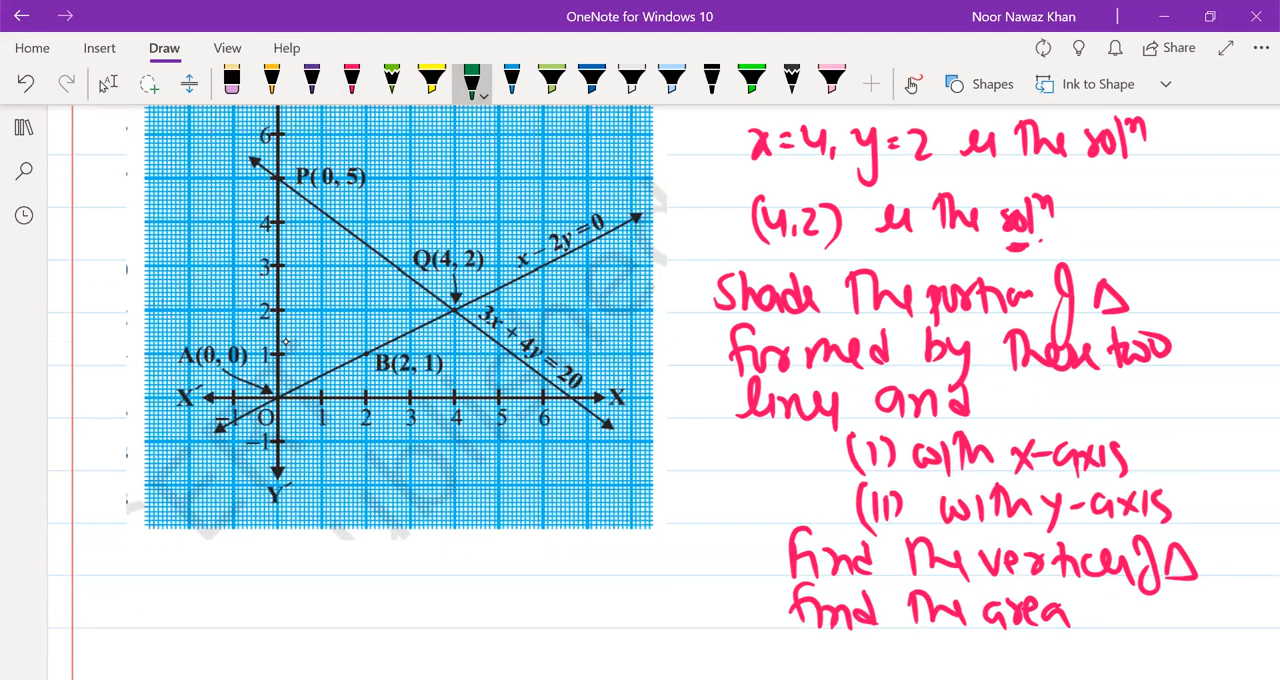 OneNote for Windows 10
Noor Nawaz Khan
Home Insert Draw View Help
Share
Shapes
Ink to Shape
6
P(0, 5)
4
3
2
1
Q(4, 2)
x – 2y = 0
3x + 4y = 20
A(0, 0)
B(2, 1)
X′ X
–1 O 1 2 3 4 5 6
–1
Y′
x=4, y=2 is the solⁿ
(4,2) is the solⁿ.
Shade The portion of Δ
formed by These two
lines and
(I) with x-axis
(II) with y-axis
find The vertices of Δ
find The area